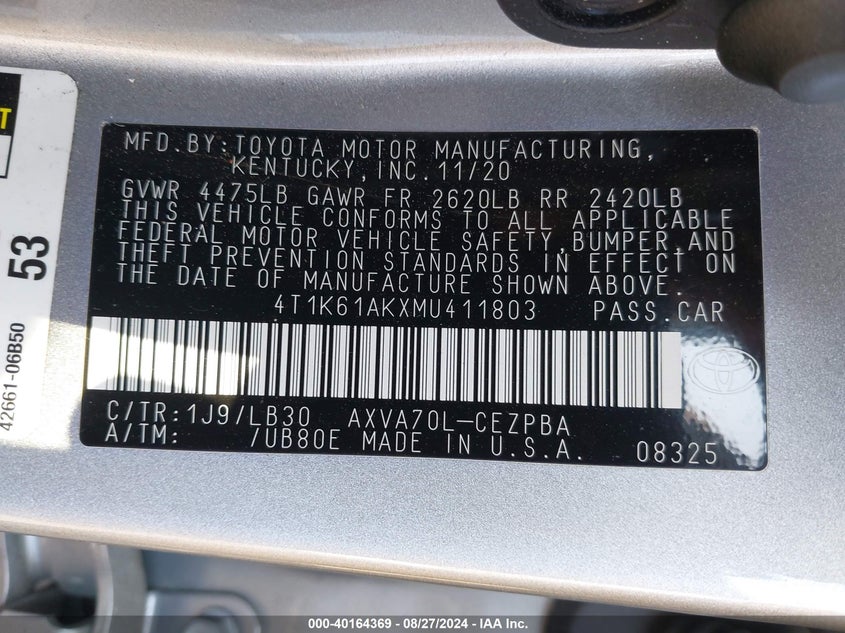 T
53
42661-06B50
MFD.BY:TOYOTA MOTOR MANUFACTURING,
KENTUCKY,INC.11/20
GVWR 4475LB GAWR FR 2620LB RR 2420LB
THIS VEHICLE CONFORMS TO ALL APPLICABLE
FEDERAL MOTOR VEHICLE SAFETY,BUMPER,AND
THEFT PREVENTION STANDARDS IN EFFECT ON
THE DATE OF MANUFACTURE SHOWN ABOVE.
4T1K61AKXMU411803 PASS.CAR
C/TR:1J9/LB30 AXVA70L-CEZPBA
A/TM: /UB80E MADE IN U.S.A. 08325
000-40164369 | 08/27/2024 - IAA Inc.